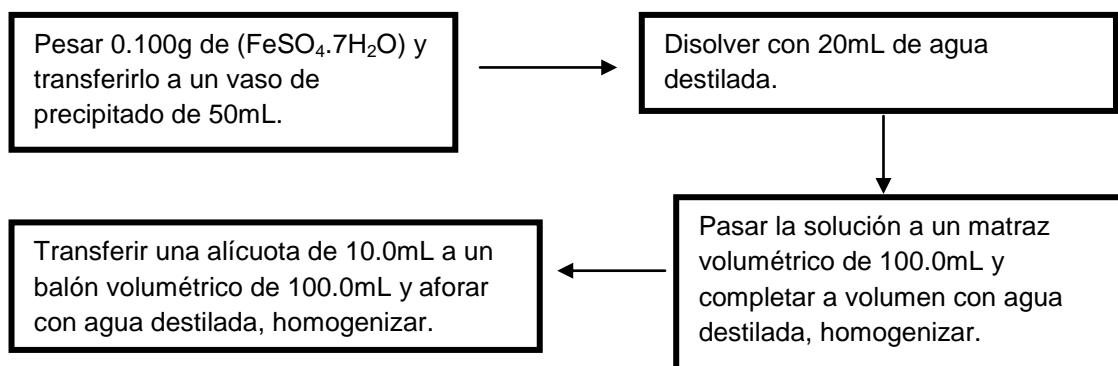 Pesar 0.100g de (FeSO₄.7H₂O) y
transferirlo a un vaso de
precipitado de 50mL.
Disolver con 20mL de agua
destilada.
Pasar la solución a un matraz
volumétrico de 100.0mL y
completar a volumen con agua
destilada, homogenizar.
Transferir una alícuota de 10.0mL a un
balón volumétrico de 100.0mL y aforar
con agua destilada, homogenizar.